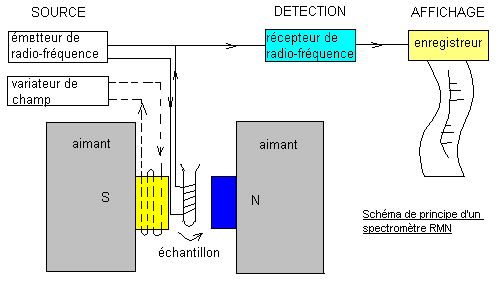 SOURCE
DETECTION
AFFICHAGE
émetteur de
radio-fréquence
récepteur de
radio-fréquence
enregistreur
variateur de
champ
aimant
aimant
S
N
échantillon
Schéma de principe d'un
spectromètre RMN